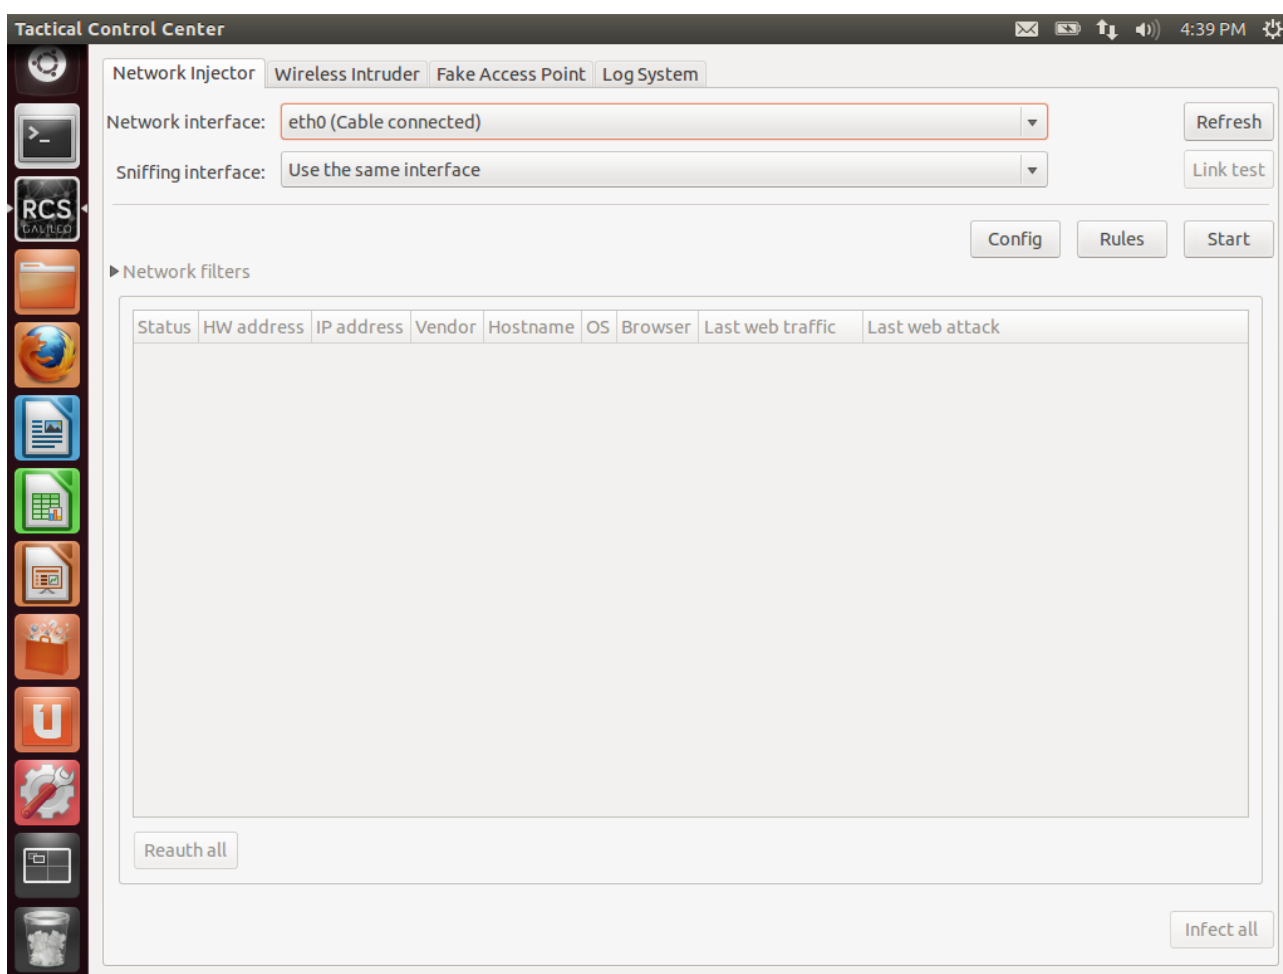 Tactical Control Center 4:39 PM
Network Injector Wireless Intruder Fake Access Point Log System
Network interface: eth0 (Cable connected) Refresh
Sniffing interface: Use the same interface Link test
RCS
GALILEO
Config Rules Start
Network filters
Status HW address IP address Vendor Hostname OS Browser Last web traffic Last web attack
Reauth all
Infect all